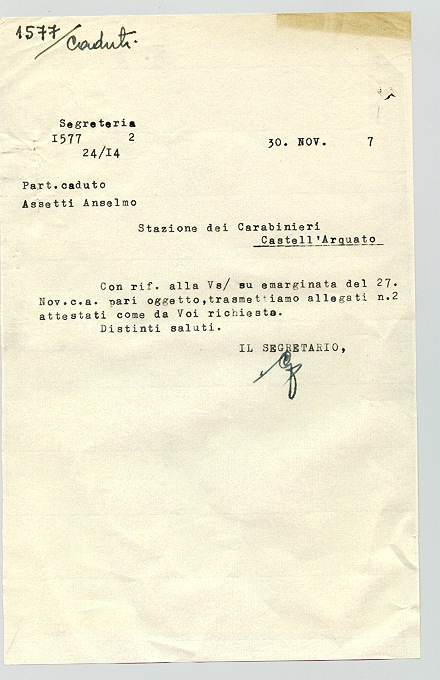 1577/Caduti.
Segreteria
I577 2
24/I4
30. NOV. 7
Part.caduto
Assetti Anselmo
Stazione dei Carabinieri
Castell'Arquato
Con rif. alla Vs/ su emarginata del 27.
Nov.c.a. pari oggetto,trasmettiamo allegati n.2
attestati come da Voi richiesto.
Distinti saluti.
IL SEGRETARIO,